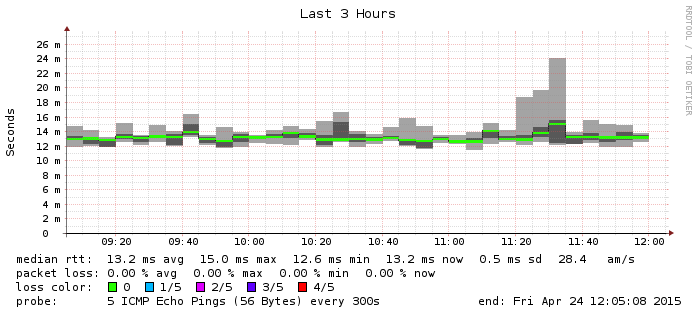 Last 3 Hours
RRDTOOL / TOBI OETIKER
Seconds
26 m
24 m
22 m
20 m
18 m
16 m
14 m
12 m
10 m
8 m
6 m
4 m
2 m
0
09:20 09:40 10:00 10:20 10:40 11:00 11:20 11:40 12:00
median rtt: 13.2 ms avg 15.0 ms max 12.6 ms min 13.2 ms now 0.5 ms sd 28.4 am/s
packet loss: 0.00 % avg 0.00 % max 0.00 % min 0.00 % now
loss color: 0 1/5 2/5 3/5 4/5
probe: 5 ICMP Echo Pings (56 Bytes) every 300s end: Fri Apr 24 12:05:08 2015